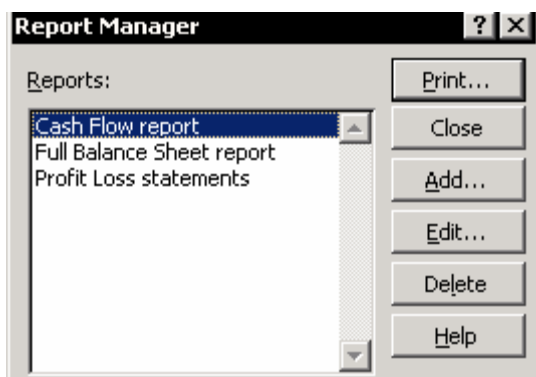 Report Manager ? X
Reports:
Cash Flow report
Full Balance Sheet report
Profit Loss statements
Print...
Close
Add...
Edit...
Delete
Help